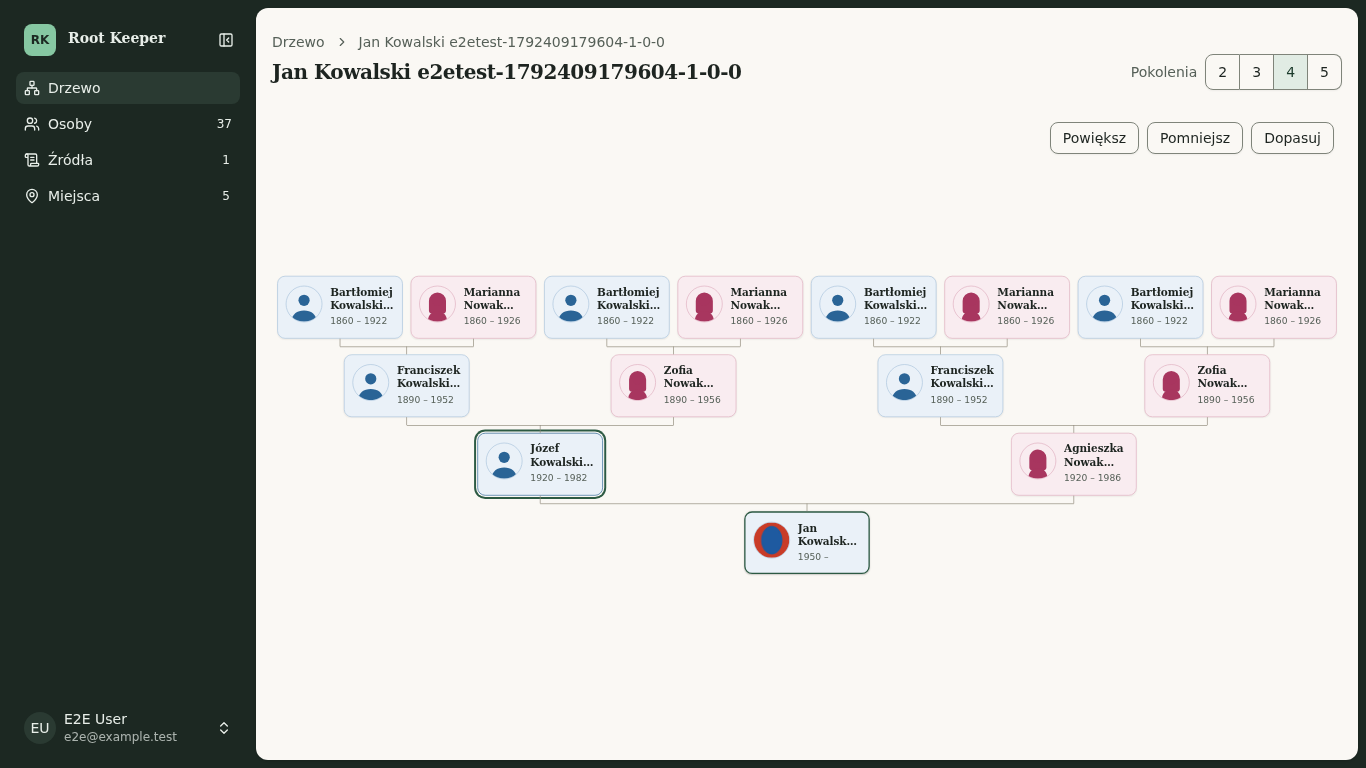 RK
Root Keeper
Drzewo
Osoby 37
Źródła 1
Miejsca 5
EU
E2E User
e2e@example.test
Drzewo > Jan Kowalski e2etest-1792409179604-1-0-0
Jan Kowalski e2etest-1792409179604-1-0-0
Pokolenia 2 3 4 5
Powiększ Pomniejsz Dopasuj
Bartłomiej
Kowalski...
1860 – 1922
Marianna
Nowak...
1860 – 1926
Bartłomiej
Kowalski...
1860 – 1922
Marianna
Nowak...
1860 – 1926
Bartłomiej
Kowalski...
1860 – 1922
Marianna
Nowak...
1860 – 1926
Bartłomiej
Kowalski...
1860 – 1922
Marianna
Nowak...
1860 – 1926
Franciszek
Kowalski...
1890 – 1952
Zofia
Nowak...
1890 – 1956
Franciszek
Kowalski...
1890 – 1952
Zofia
Nowak...
1890 – 1956
Józef
Kowalski...
1920 – 1982
Agnieszka
Nowak...
1920 – 1986
Jan
Kowalsk...
1950 –